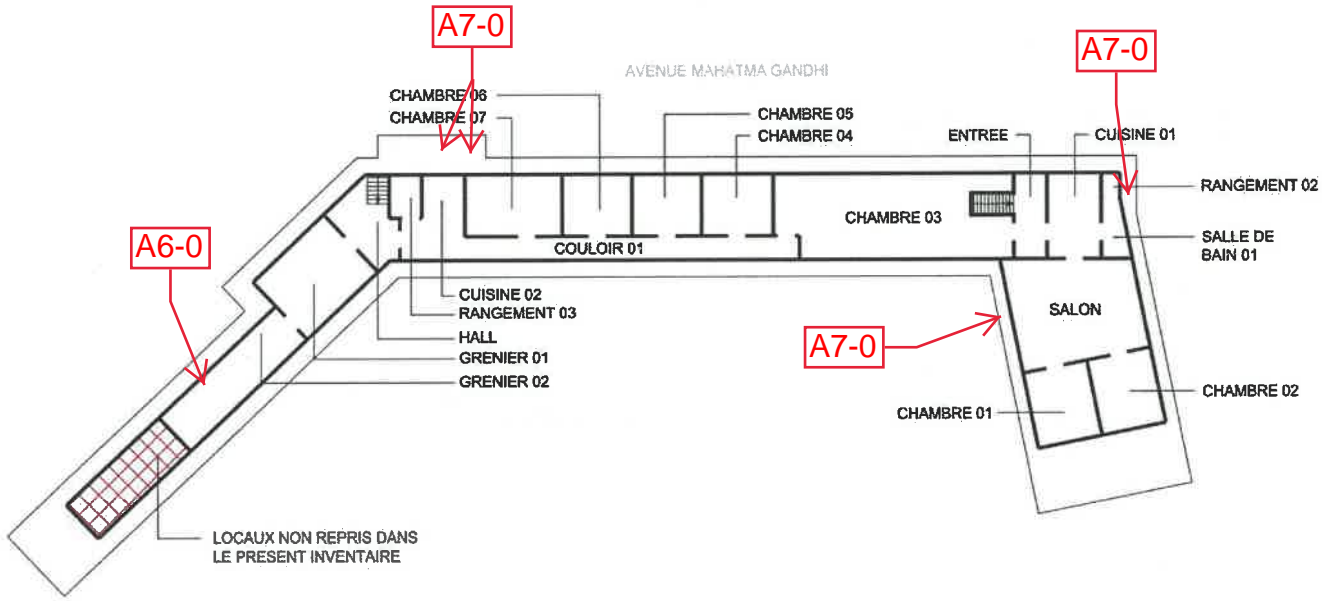 A7-0
A7-0
AVENUE MAHATMA GANDHI
CHAMBRE 06
CHAMBRE 07
CHAMBRE 05
CHAMBRE 04
ENTREE
CUISINE 01
RANGEMENT 02
CHAMBRE 03
SALLE DE
BAIN 01
A6-0
COULOIR 01
CUISINE 02
RANGEMENT 03
HALL
GRENIER 01
GRENIER 02
SALON
A7-0
CHAMBRE 01
CHAMBRE 02
LOCAUX NON REPRIS DANS
LE PRESENT INVENTAIRE